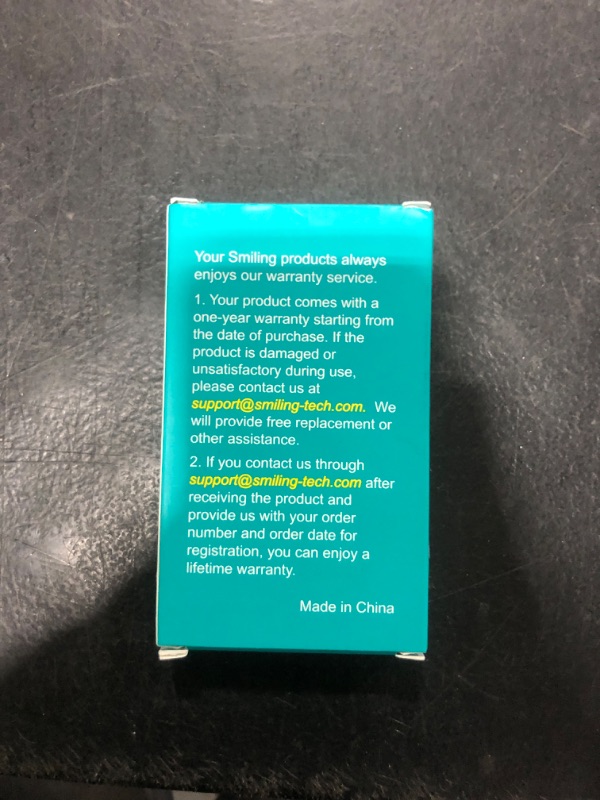 Your Smiling products always
enjoys our warranty service.
1. Your product comes with a
one-year warranty starting from
the date of purchase. If the
product is damaged or
unsatisfactory during use,
please contact us at
support@smiling-tech.com. We
will provide free replacement or
other assistance.
2. If you contact us through
support@smiling-tech.com after
receiving the product and
provide us with your order
number and order date for
registration, you can enjoy a
lifetime warranty.
Made in China